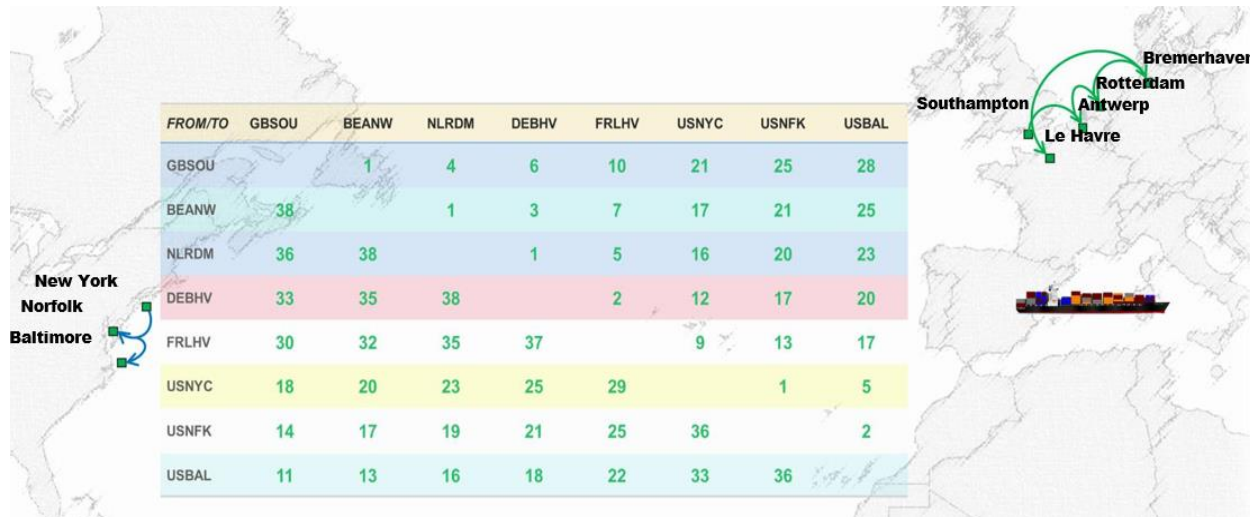 Bremerhaven
Rotterdam
Southampton
Antwerp
Le Havre
FROM/TO GBSOU BEANW NLRDM DEBHV FRLHV USNYC USNFK USBAL
GBSOU 1 4 6 10 21 25 28
BEANW 38 1 3 7 17 21 25
NLRDM 36 38 1 5 16 20 23
DEBHV 33 35 38 2 12 17 20
FRLHV 30 32 35 37 9 13 17
USNYC 18 20 23 25 29 1 5
USNFK 14 17 19 21 25 36 2
USBAL 11 13 16 18 22 33 36
New York
Norfolk
Baltimore